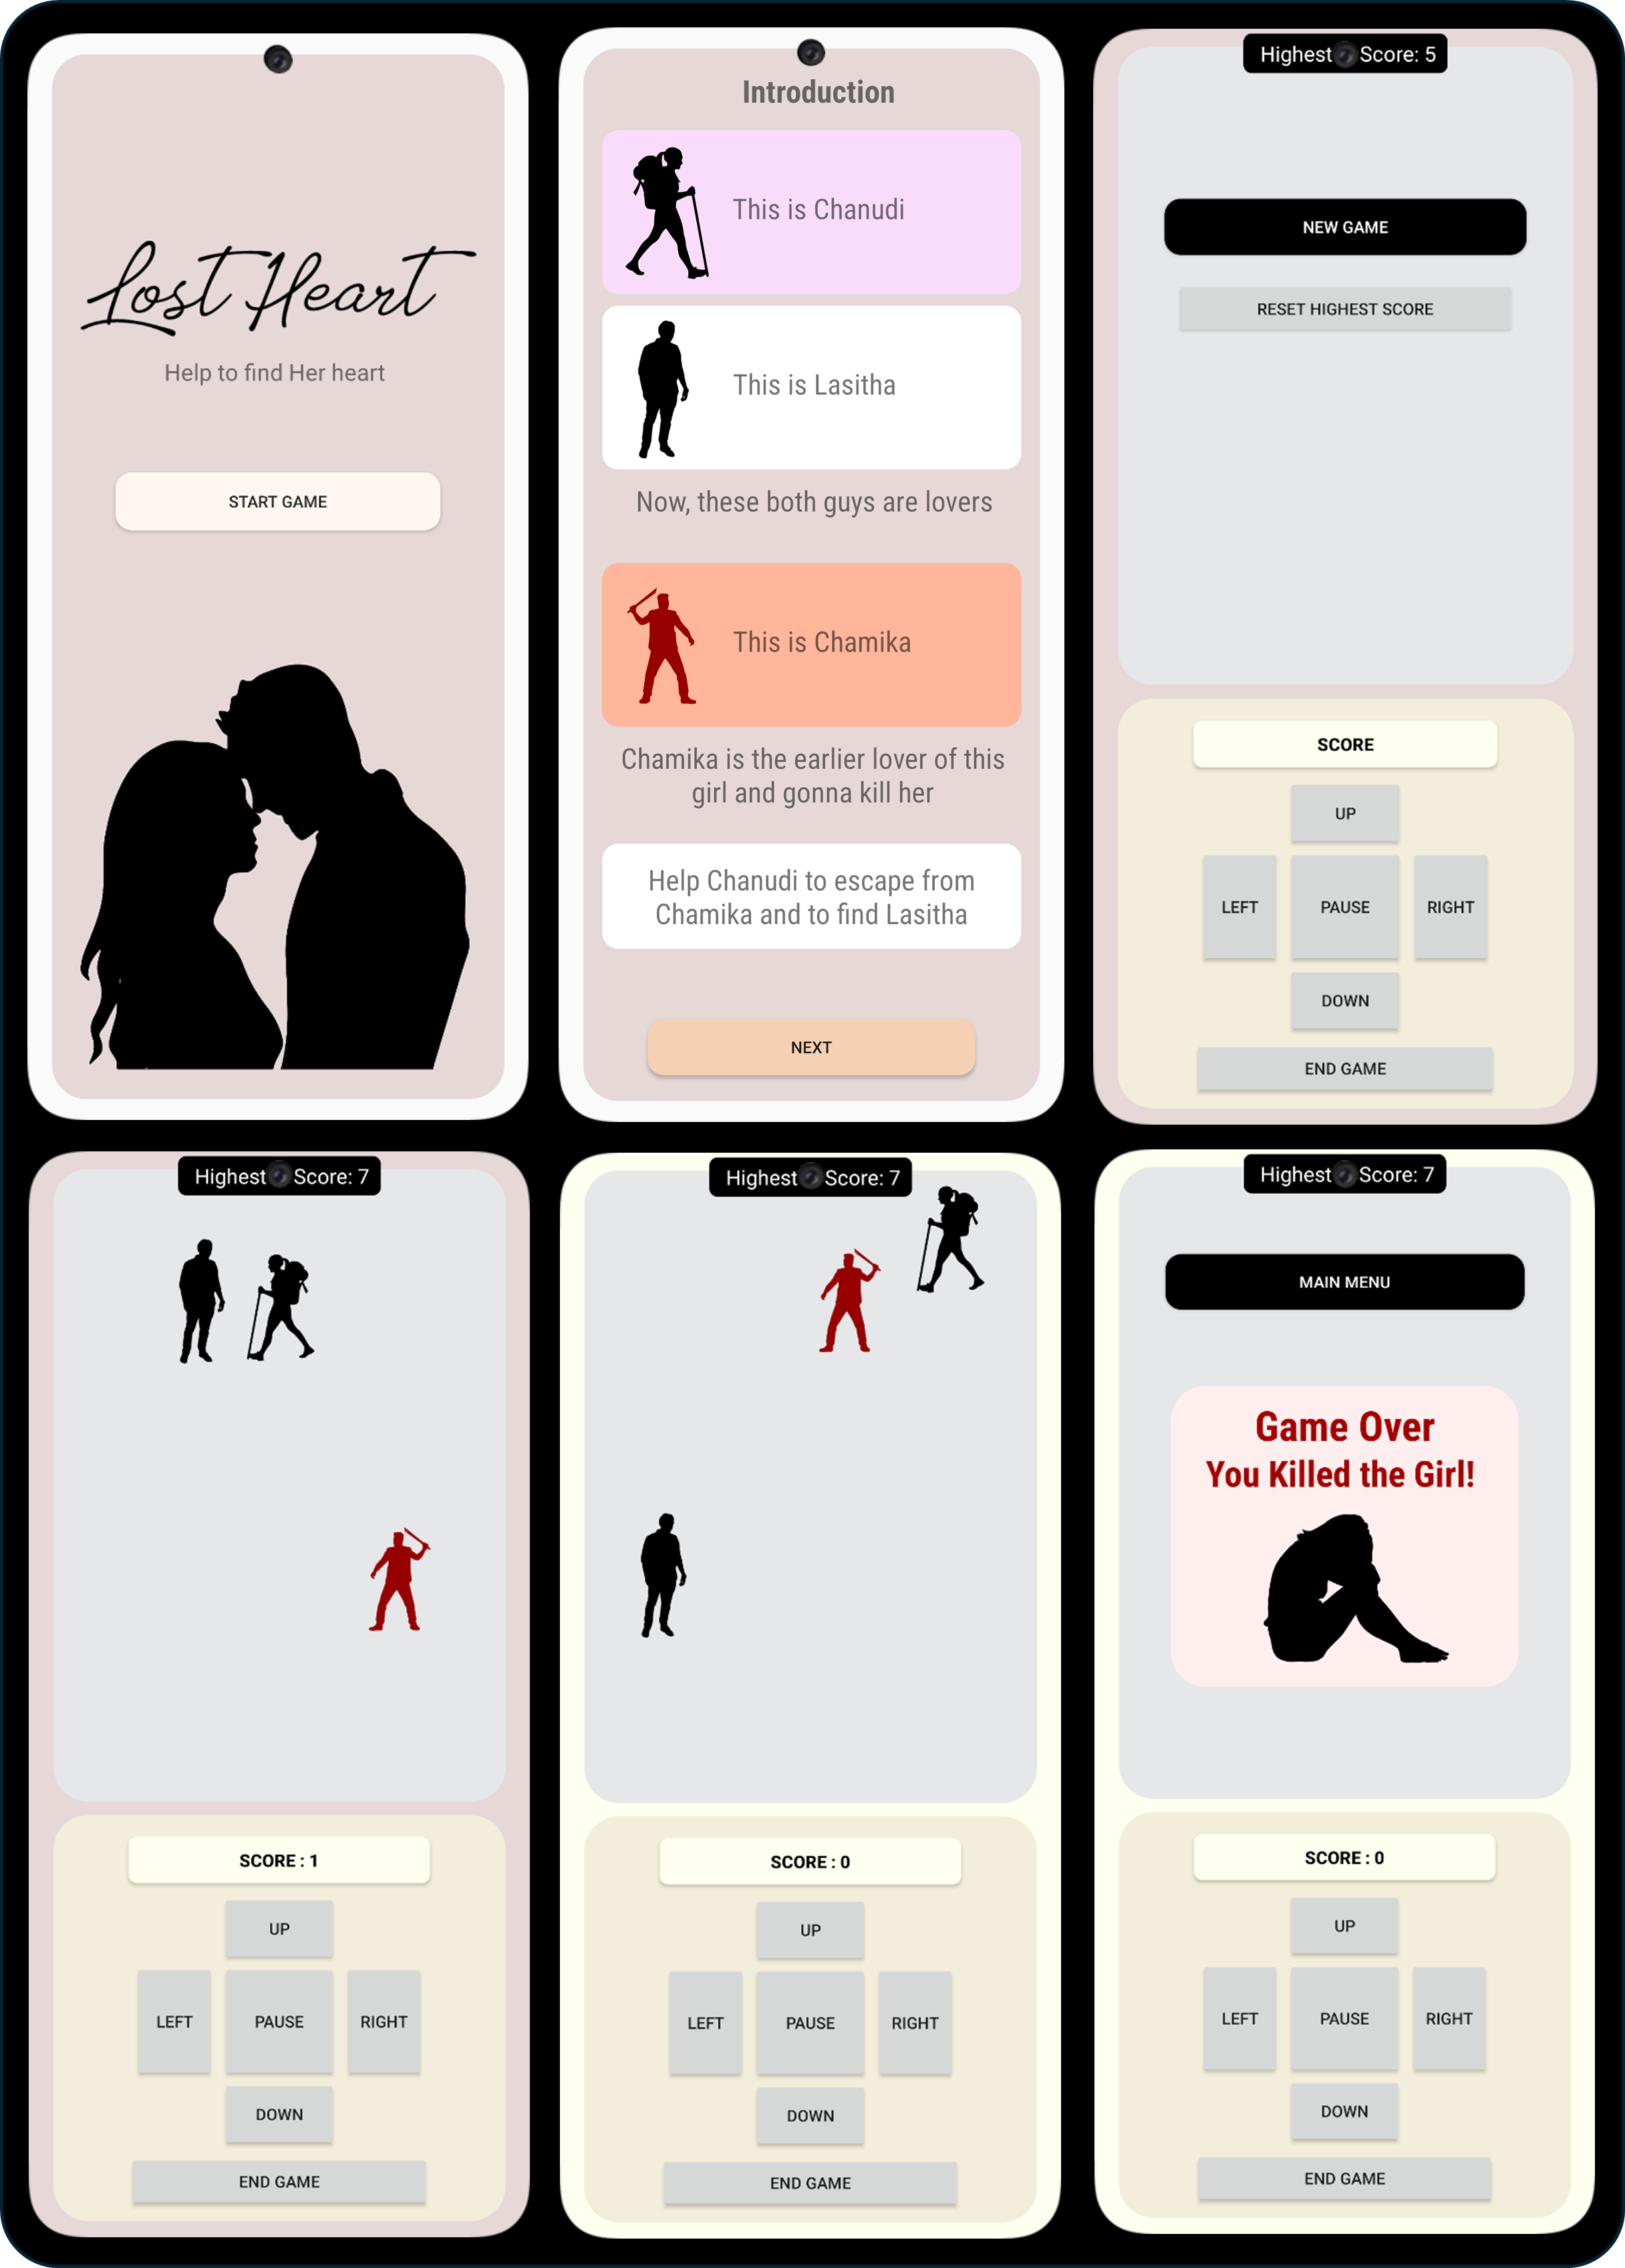 Lost Heart
Help to find Her heart
START GAME
Introduction
This is Chanudi
This is Lasitha
Now, these both guys are lovers
This is Chamika
Chamika is the earlier lover of this
girl and gonna kill her
Help Chanudi to escape from
Chamika and to find Lasitha
NEXT
Highest Score: 5
NEW GAME
RESET HIGHEST SCORE
SCORE
UP
LEFT PAUSE RIGHT
DOWN
END GAME
Highest Score: 7
SCORE : 1
UP
LEFT PAUSE RIGHT
DOWN
END GAME
Highest Score: 7
SCORE : 0
UP
LEFT PAUSE RIGHT
DOWN
END GAME
Highest Score: 7
MAIN MENU
Game Over
You Killed the Girl!
SCORE : 0
UP
LEFT PAUSE RIGHT
DOWN
END GAME